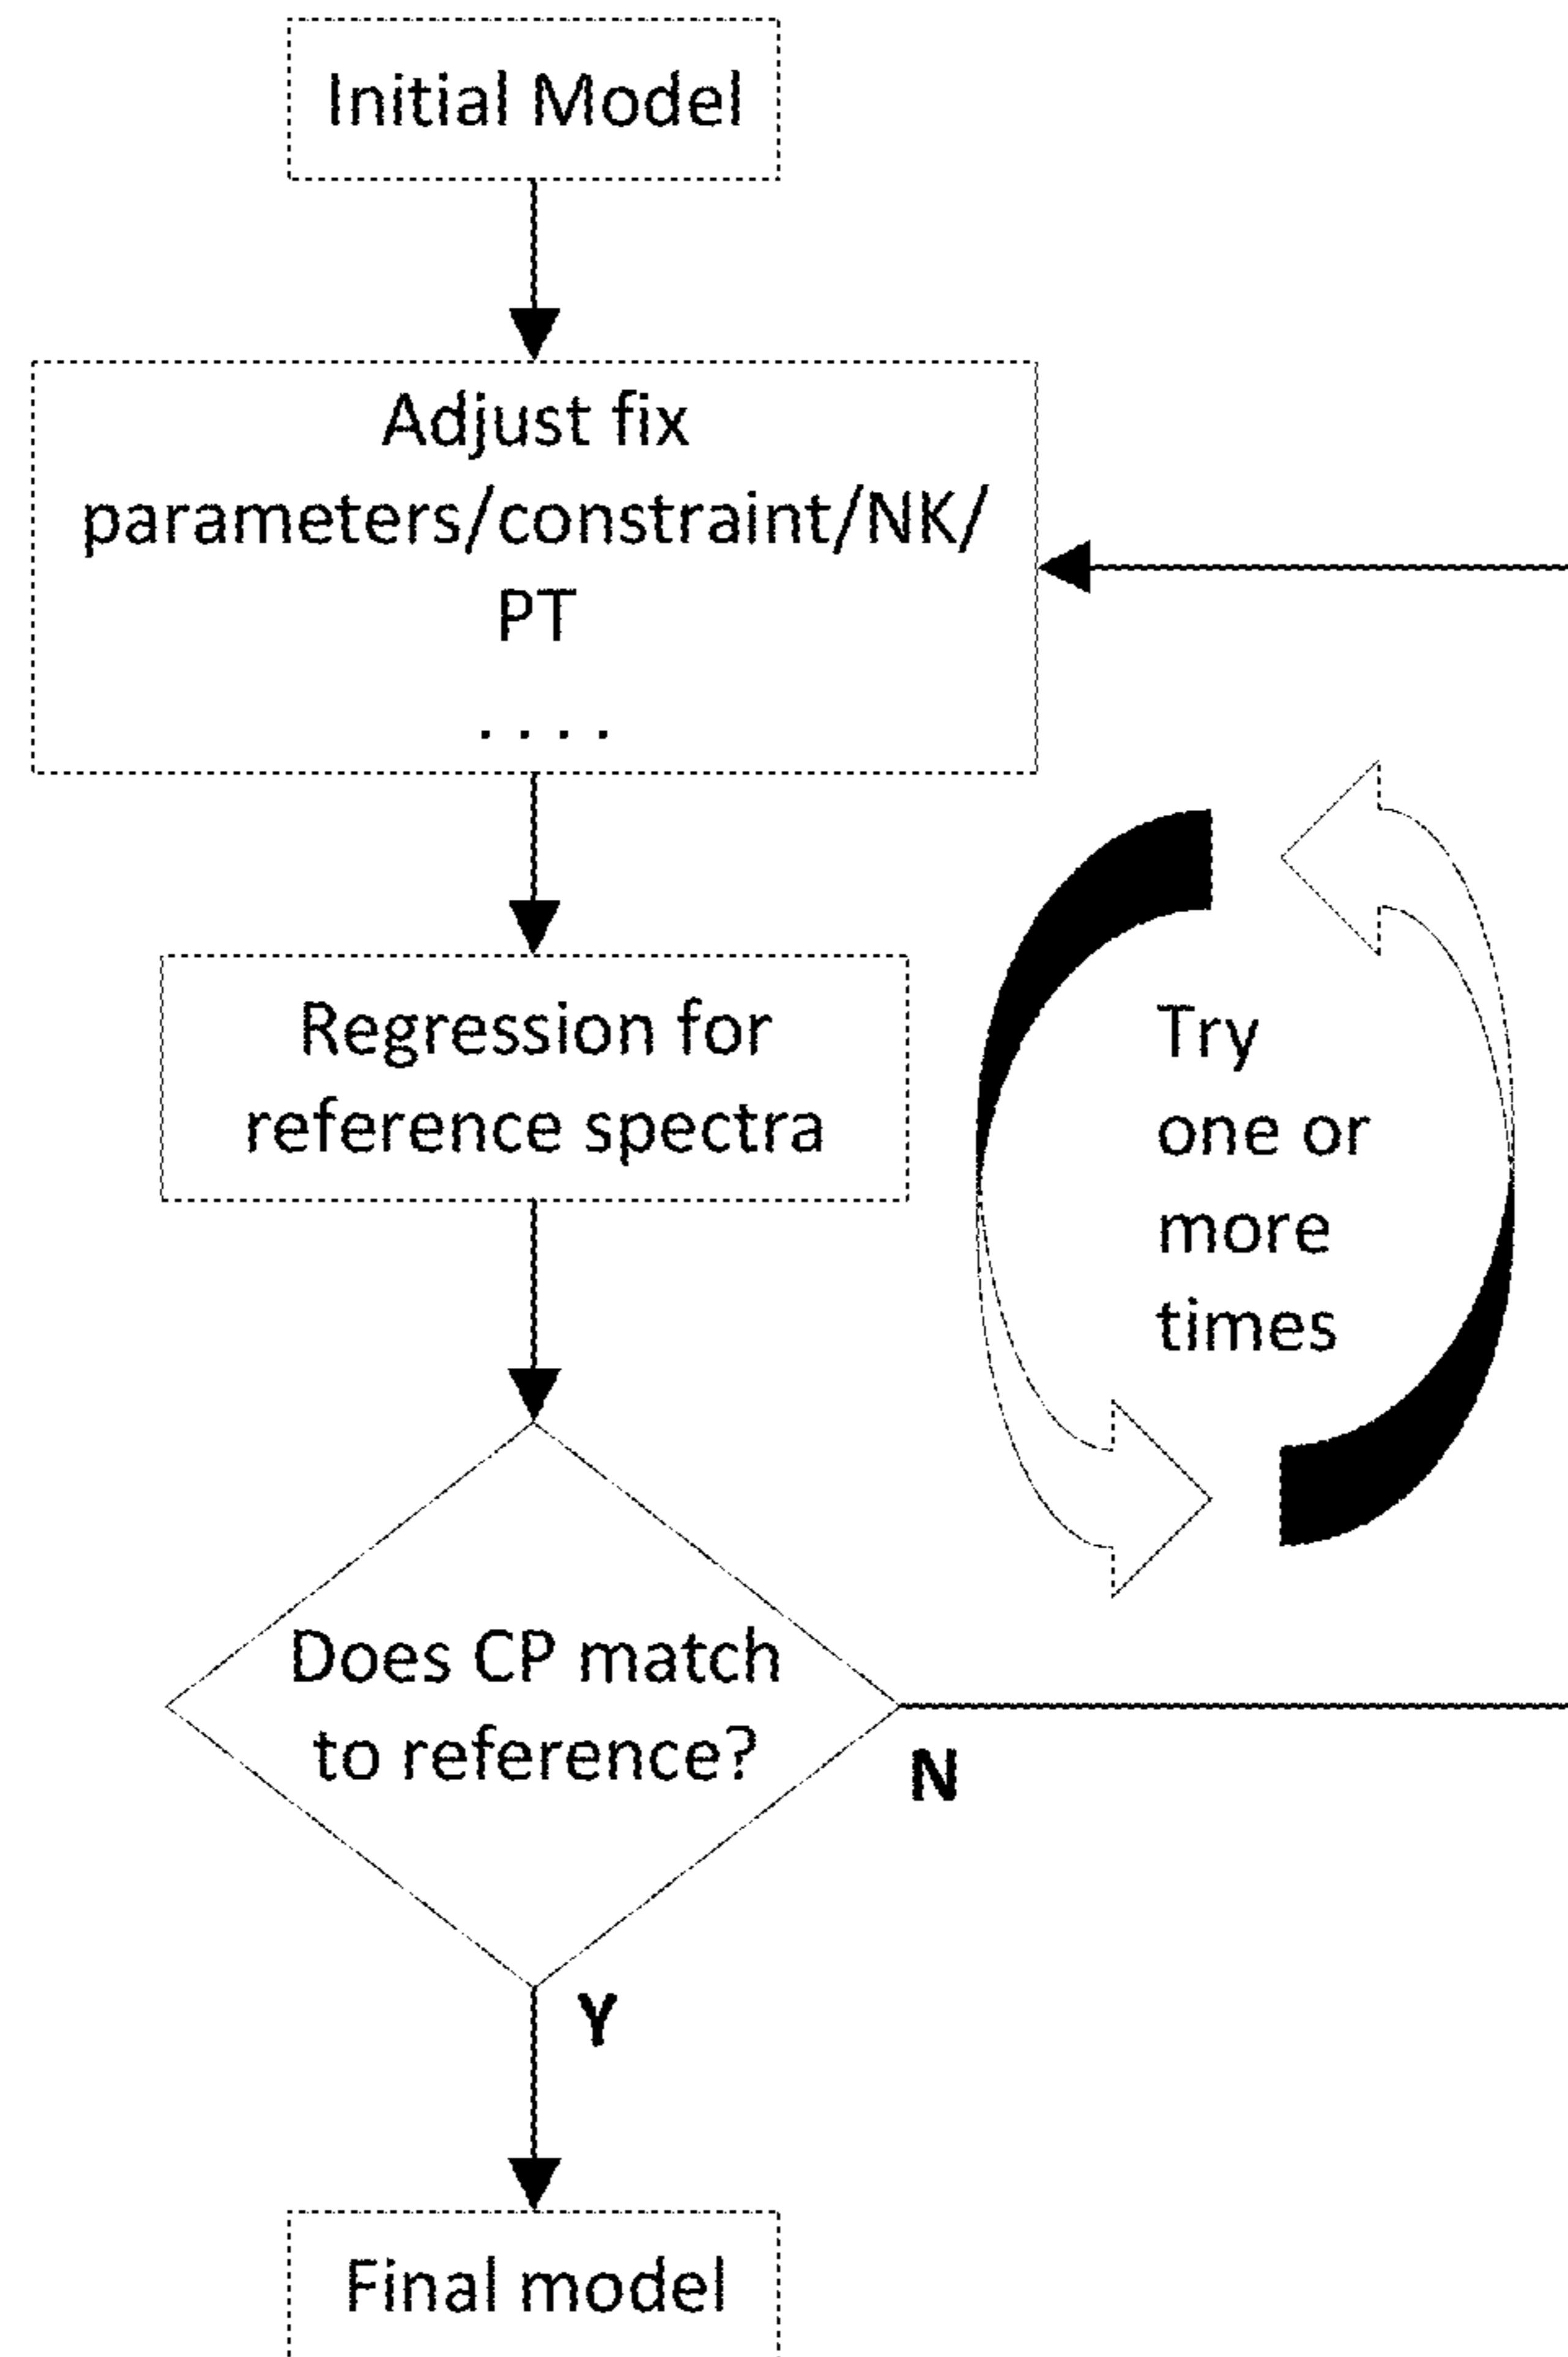 Initial Model
Adjust fix
parameters/constraint/NK/
PT
. . . .
Regression for
reference spectra
Try
one or
more
times
Does CP match
to reference?
N
Y
Final model